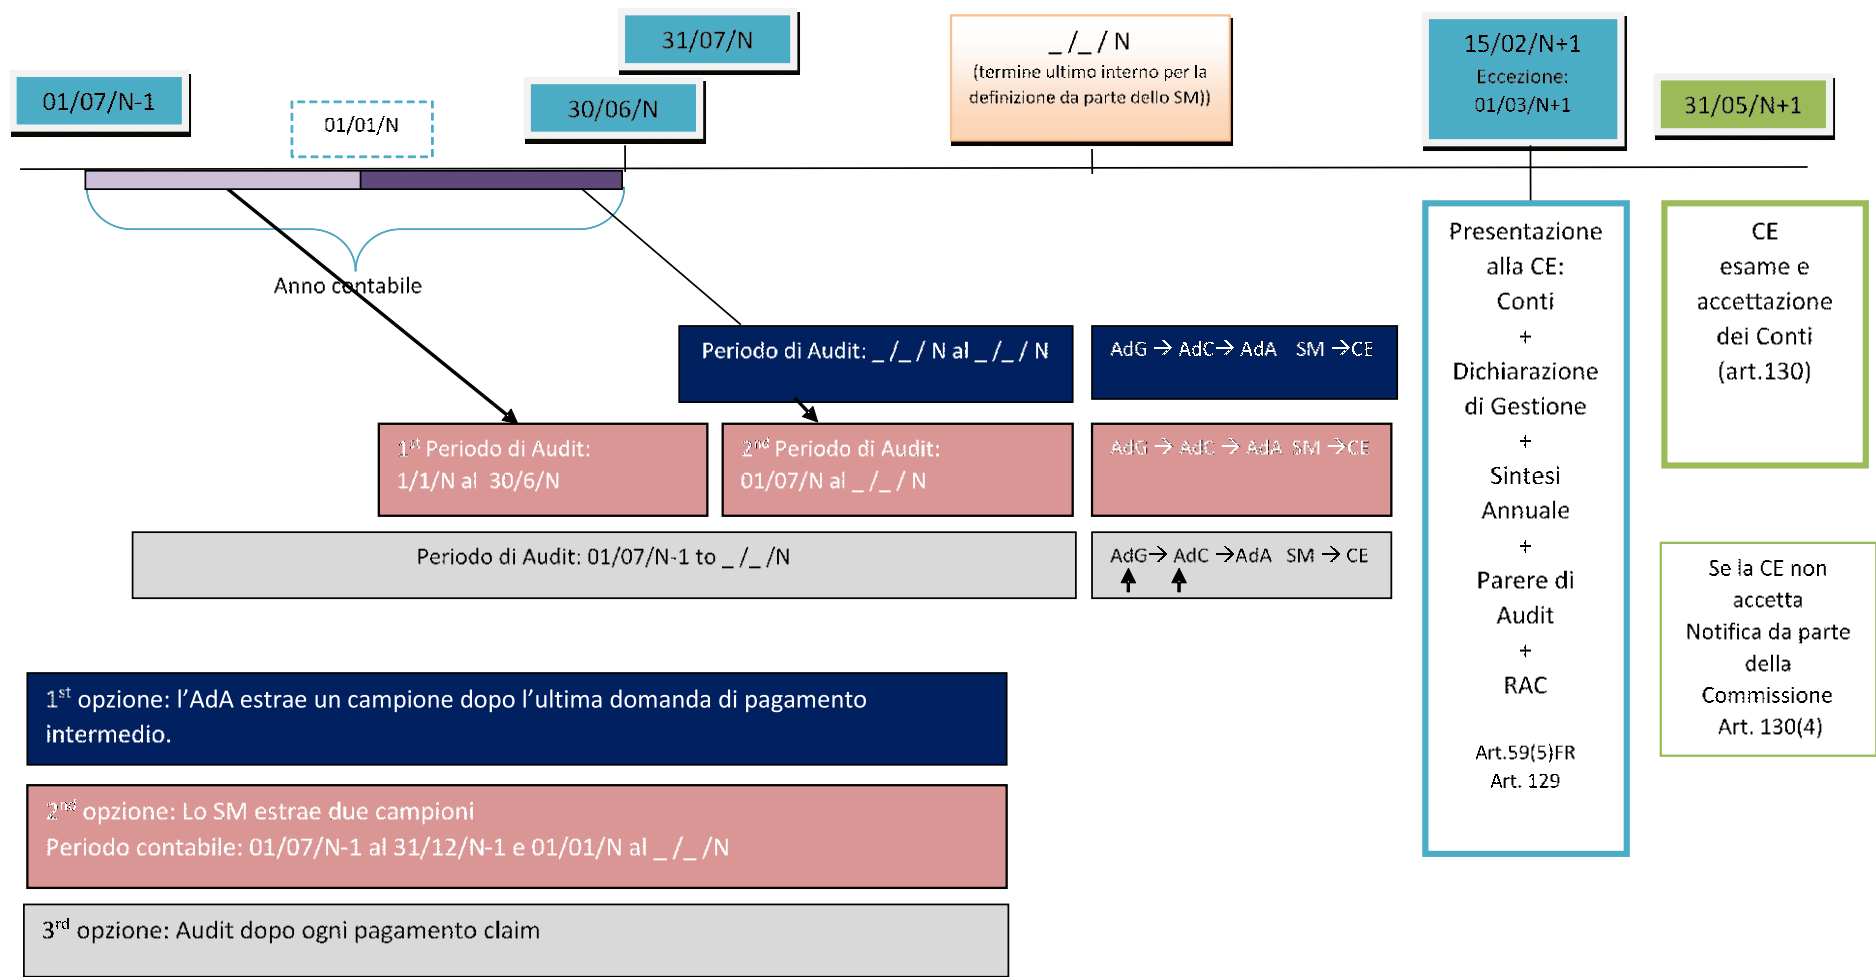 31/07/N
_ /_ / N
(termine ultimo interno per la
definizione da parte dello SM))
15/02/N+1
Eccezione:
01/03/N+1
01/07/N-1
01/01/N
30/06/N
31/05/N+1
Anno contabile
Periodo di Audit: _ /_ / N al _ /_ / N
AdG → AdC→ AdA SM →CE
1st Periodo di Audit:
1/1/N al 30/6/N
2nd Periodo di Audit:
01/07/N al _ /_ / N
AdG → AdC → AdA SM →CE
Periodo di Audit: 01/07/N-1 to _ /_ /N
AdG→ AdC →AdA SM → CE
Presentazione
alla CE:
Conti
+
Dichiarazione
di Gestione
+
Sintesi
Annuale
+
Parere di
Audit
+
RAC
Art.59(5)FR
Art. 129
CE
esame e
accettazione
dei Conti
(art.130)
Se la CE non
accetta
Notifica da parte
della
Commissione
Art. 130(4)
1st opzione: l’AdA estrae un campione dopo l’ultima domanda di pagamento
intermedio.
2nd opzione: Lo SM estrae due campioni
Periodo contabile: 01/07/N-1 al 31/12/N-1 e 01/01/N al _ /_ /N
3rd opzione: Audit dopo ogni pagamento claim